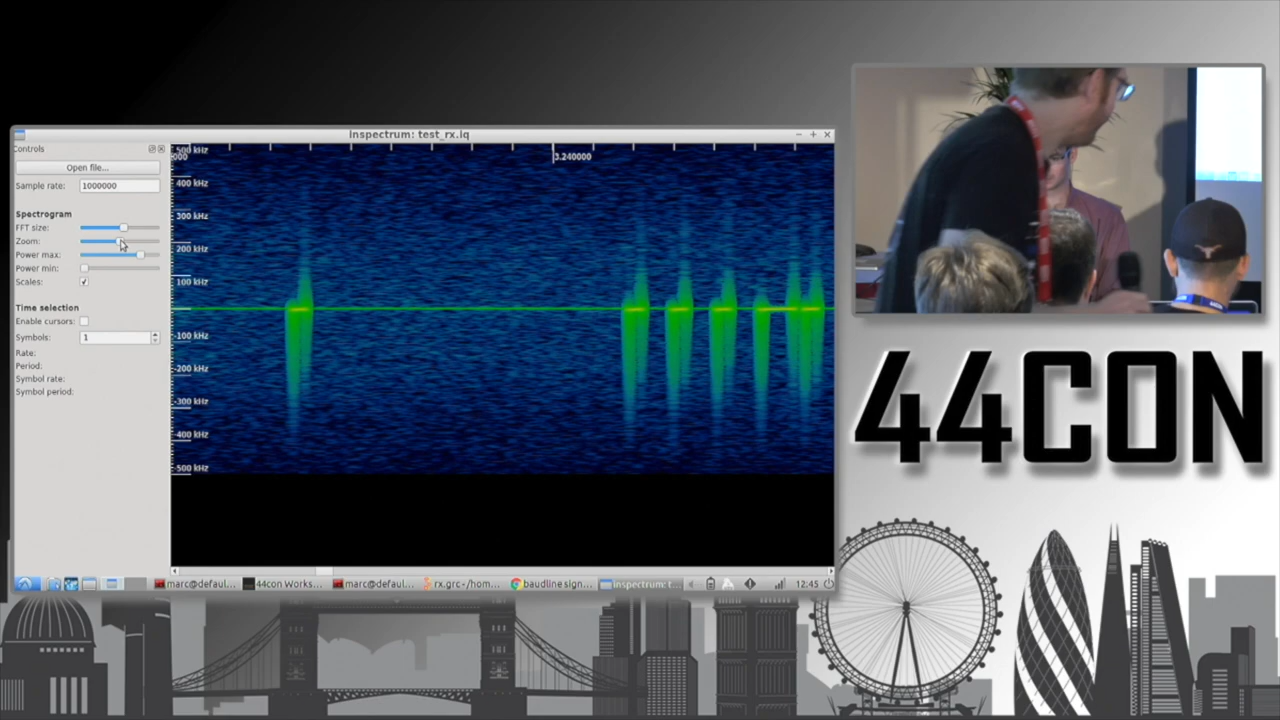 Inspectrum: test_rx.iq
Controls
Open file...
Sample rate: 1000000
Spectrogram
FFT size:
Zoom:
Power max:
Power min:
Scales:
Time selection
Enable cursors:
Symbols: 1
Rate:
Period:
Symbol rate:
Symbol period:
500 kHz
000
3.240000
400 kHz
300 kHz
200 kHz
100 kHz
-100 kHz
-200 kHz
-300 kHz
-400 kHz
-500 kHz
marc@defaul...
44con Works...
marc@defaul...
rx.grc - /hom...
baudline sign...
inspectrum: t...
12:45
44CON